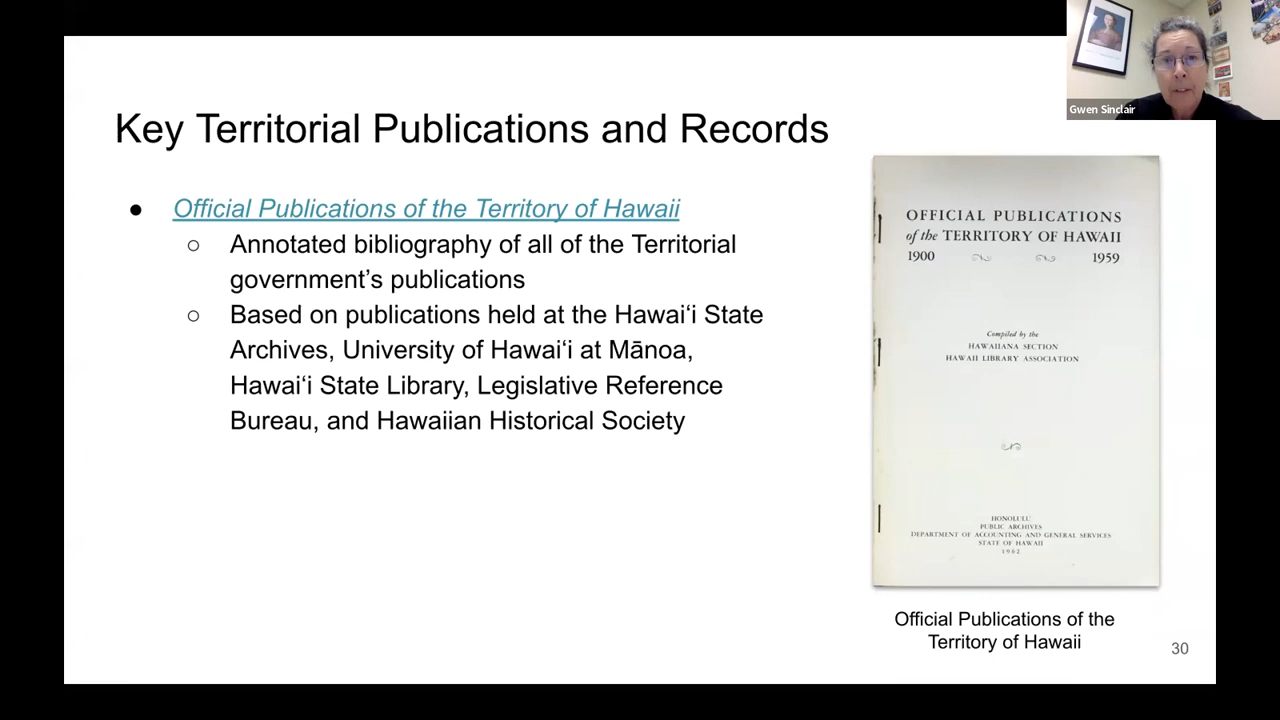 Gwen Sinclair
Key Territorial Publications and Records
● Official Publications of the Territory of Hawaii
○ Annotated bibliography of all of the Territorial
government’s publications
○ Based on publications held at the Hawaiʻi State
Archives, University of Hawaiʻi at Mānoa,
Hawaiʻi State Library, Legislative Reference
Bureau, and Hawaiian Historical Society
OFFICIAL PUBLICATIONS
of the TERRITORY OF HAWAII
1900 1959
Compiled by the
HAWAIIANA SECTION
HAWAII LIBRARY ASSOCIATION
HONOLULU
PUBLIC ARCHIVES
DEPARTMENT OF ACCOUNTING AND GENERAL SERVICES
STATE OF HAWAII
1962
Official Publications of the
Territory of Hawaii
30